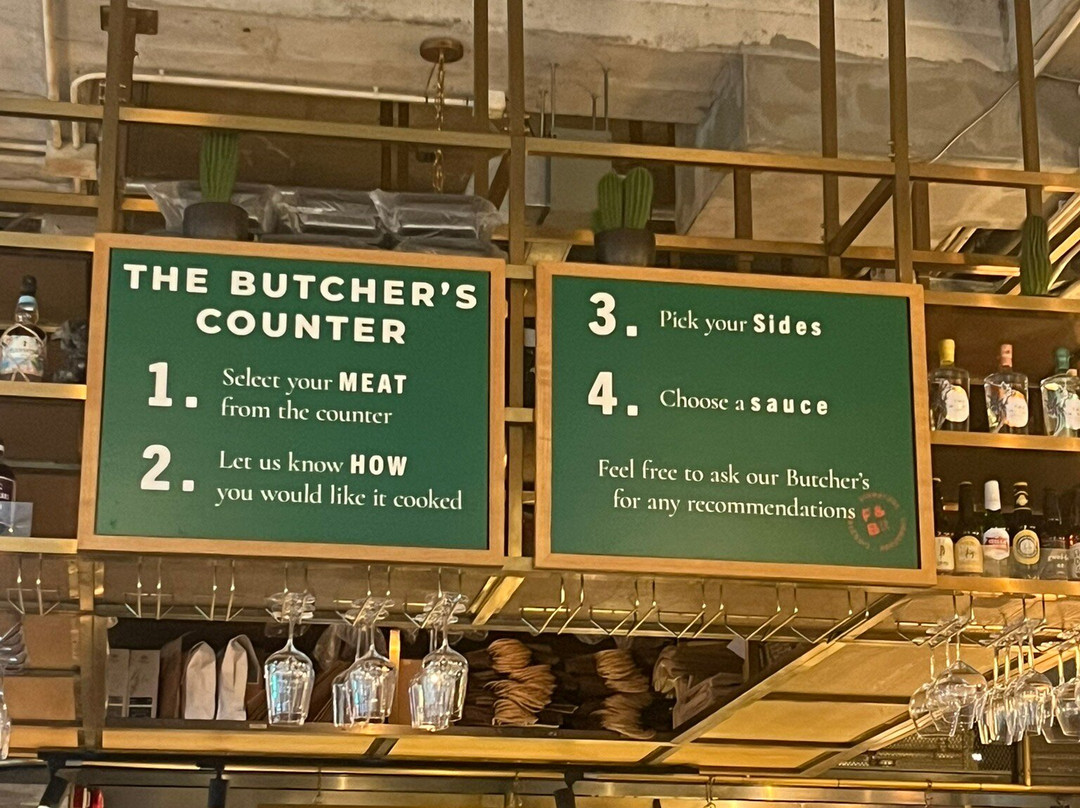 THE BUTCHER'S
COUNTER
1. Select your MEAT
from the counter
2. Let us know HOW
you would like it cooked
3. Pick your Sides
4. Choose a sauce
Feel free to ask our Butcher's
for any recommendations
F&
B